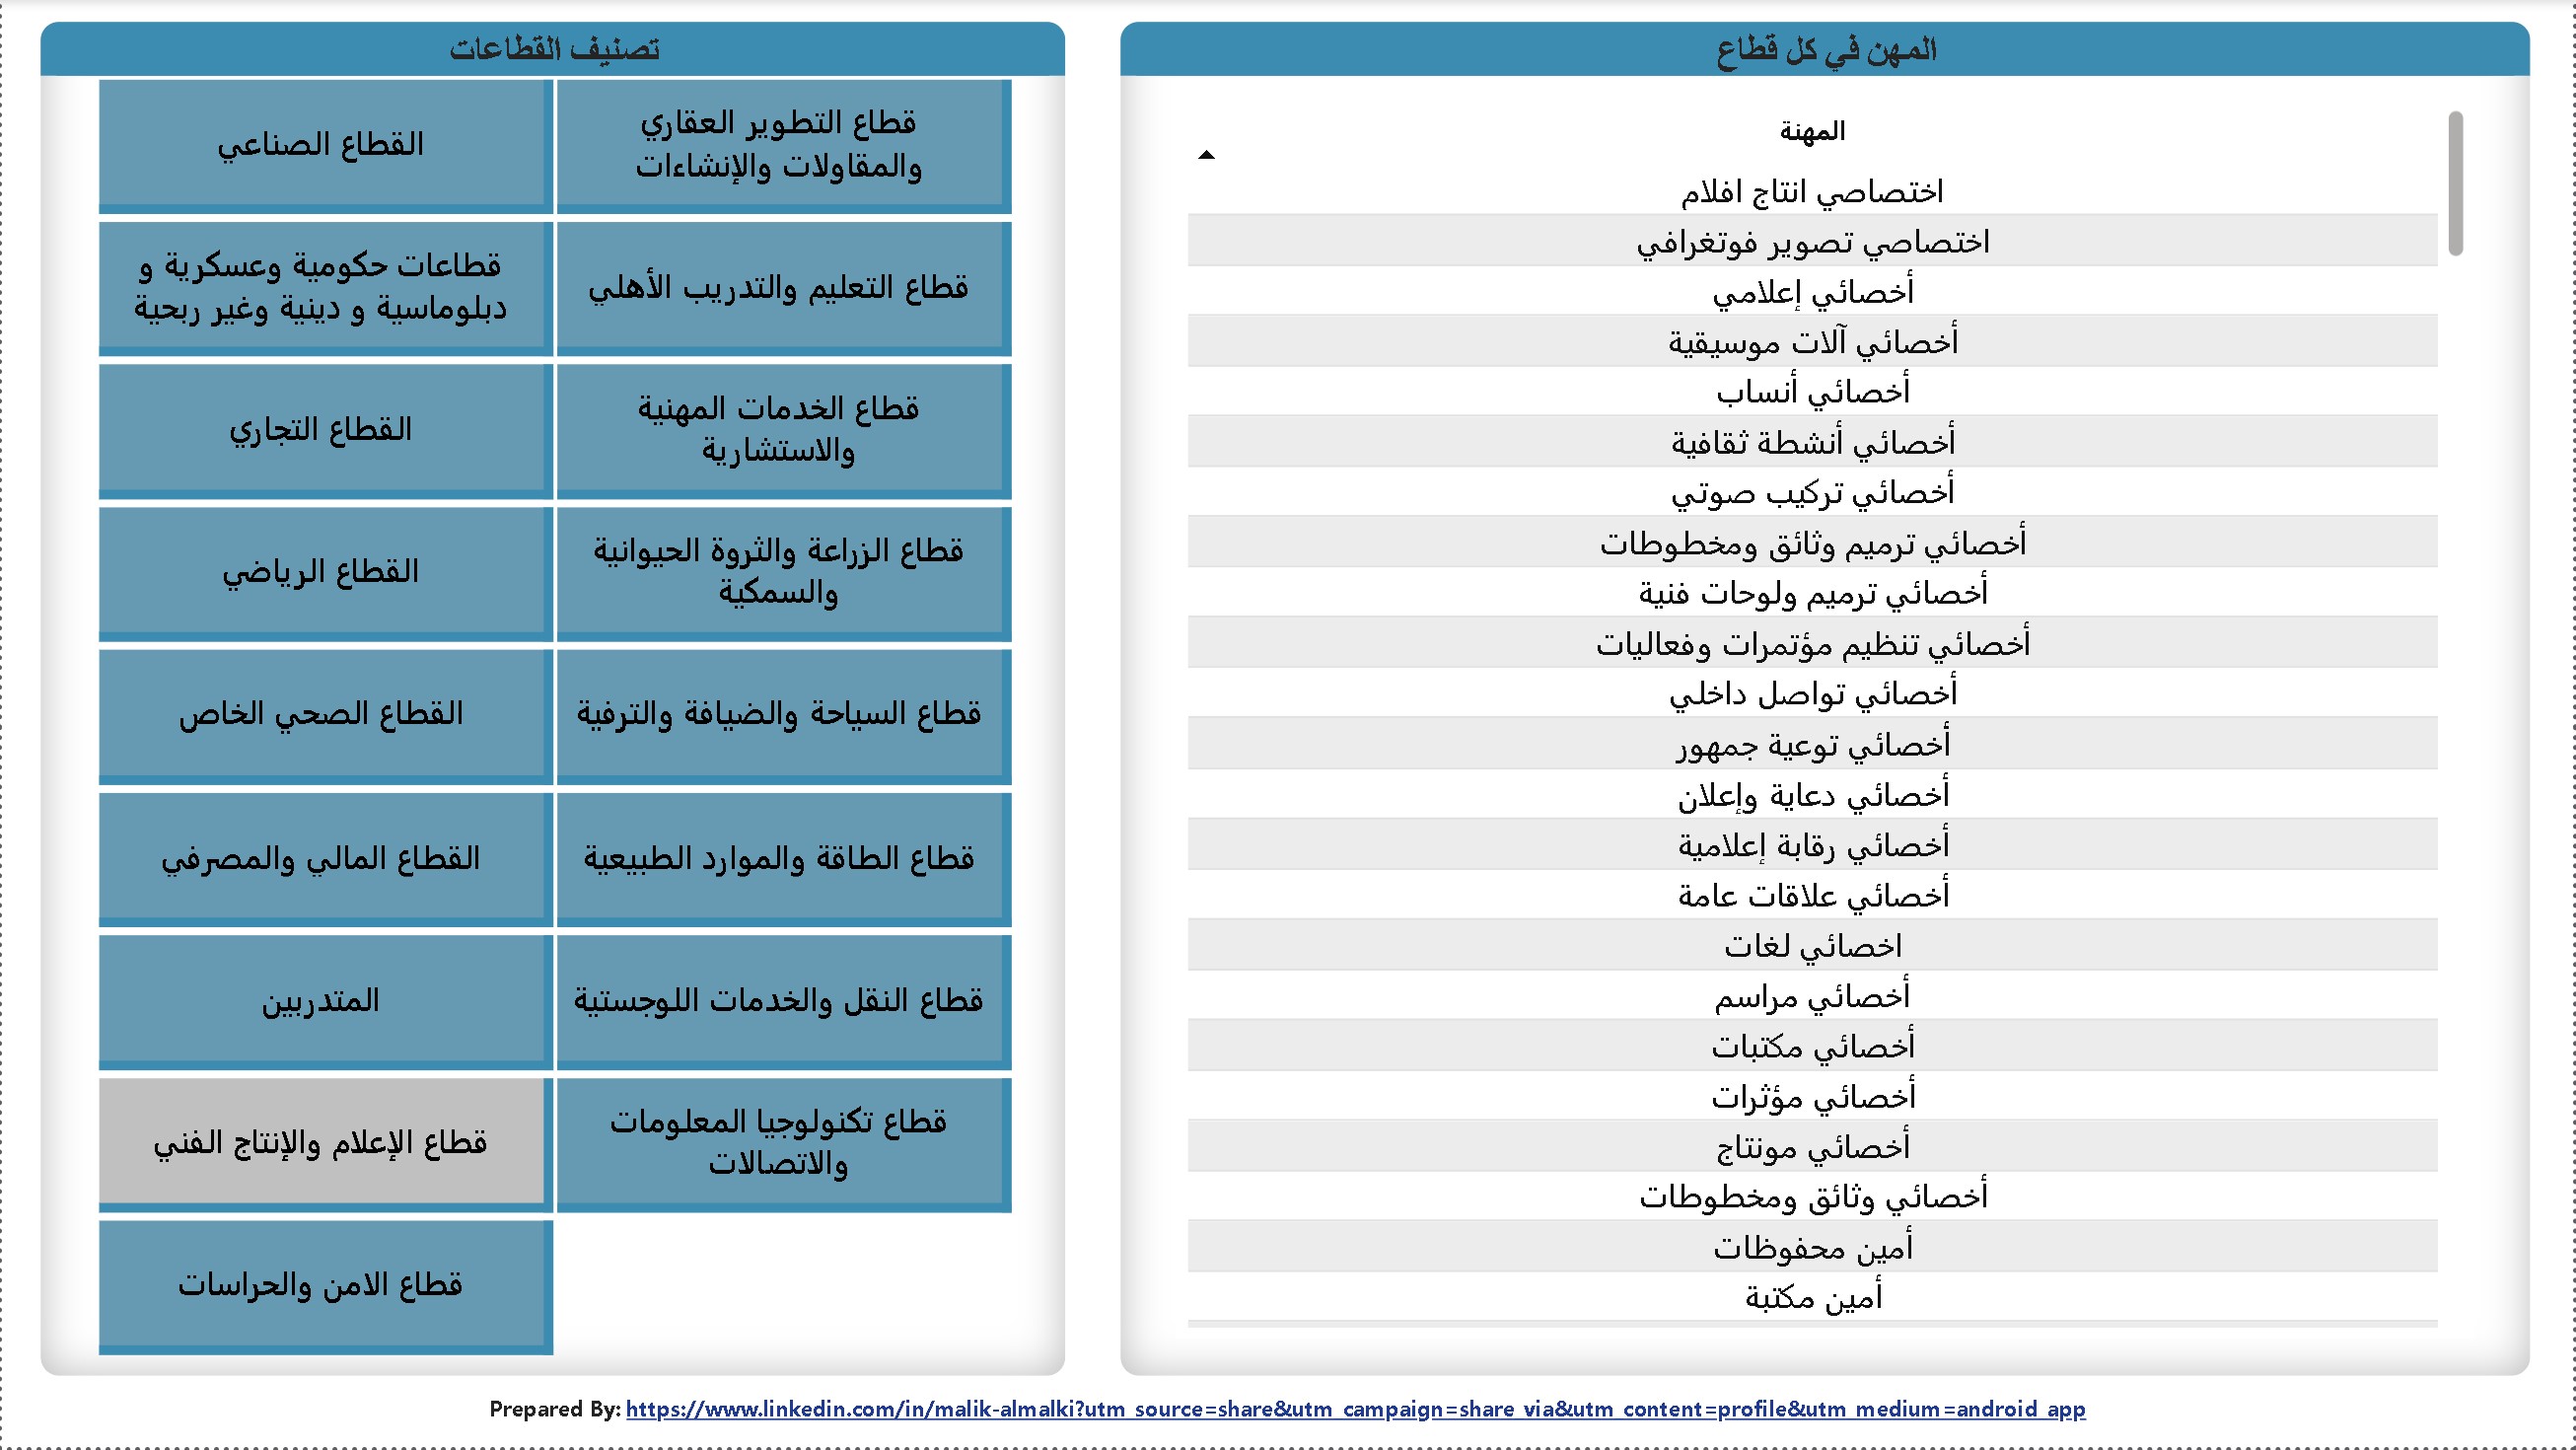 المهن في كل قطاع
المهنة
اختصاصي انتاج افلام
اختصاصي تصوير فوتغرافي
أخصائي إعلامي
أخصائي آلات موسيقية
أخصائي أنساب
أخصائي أنشطة ثقافية
أخصائي تركيب صوتي
أخصائي ترميم وثائق ومخطوطات
أخصائي ترميم ولوحات فنية
أخصائي تنظيم مؤتمرات وفعاليات
أخصائي تواصل داخلي
أخصائي توعية جمهور
أخصائي دعاية وإعلان
أخصائي رقابة إعلامية
أخصائي علاقات عامة
اخصائي لغات
أخصائي مراسم
أخصائي مكتبات
أخصائي مؤثرات
أخصائي مونتاج
أخصائي وثائق ومخطوطات
أمين محفوظات
أمين مكتبة
تصنيف القطاعات
قطاع التطوير العقاري
والمقاولات والإنشاءات
القطاع الصناعي
قطاع التعليم والتدريب الأهلي
قطاعات حكومية وعسكرية و
دبلوماسية و دينية وغير ربحية
قطاع الخدمات المهنية
والاستشارية
القطاع التجاري
قطاع الزراعة والثروة الحيوانية
والسمكية
القطاع الرياضي
قطاع السياحة والضيافة والترفية
القطاع الصحي الخاص
قطاع الطاقة والموارد الطبيعية
القطاع المالي والمصرفي
قطاع النقل والخدمات اللوجستية
المتدربين
قطاع تكنولوجيا المعلومات
والاتصالات
قطاع الإعلام والإنتاج الفني
قطاع الامن والحراسات
Prepared By: https://www.linkedin.com/in/malik-almalki?utm_source=share&utm_campaign=share_via&utm_content=profile&utm_medium=android_app